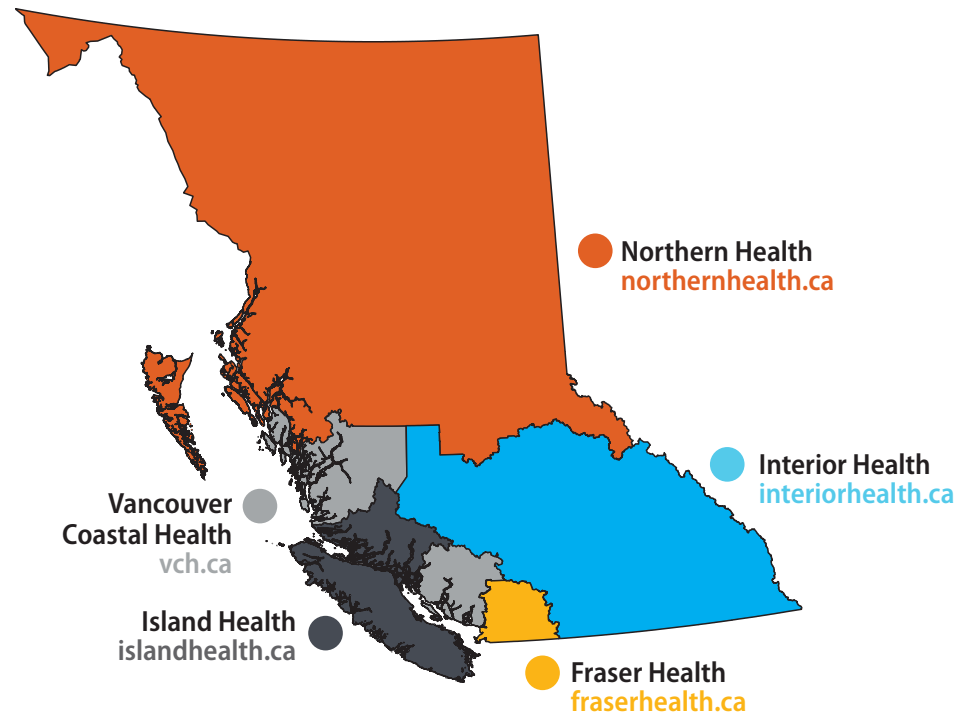 Northern Health
northernhealth.ca
Interior Health
interiorhealth.ca
Vancouver
Coastal Health
vch.ca
Island Health
islandhealth.ca
Fraser Health
fraserhealth.ca